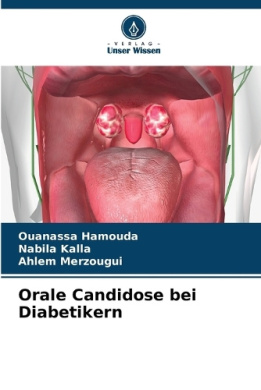 - VERLAG -
Unser Wissen
Ouanassa Hamouda
Nabila Kalla
Ahlem Merzougui
Orale Candidose bei
Diabetikern